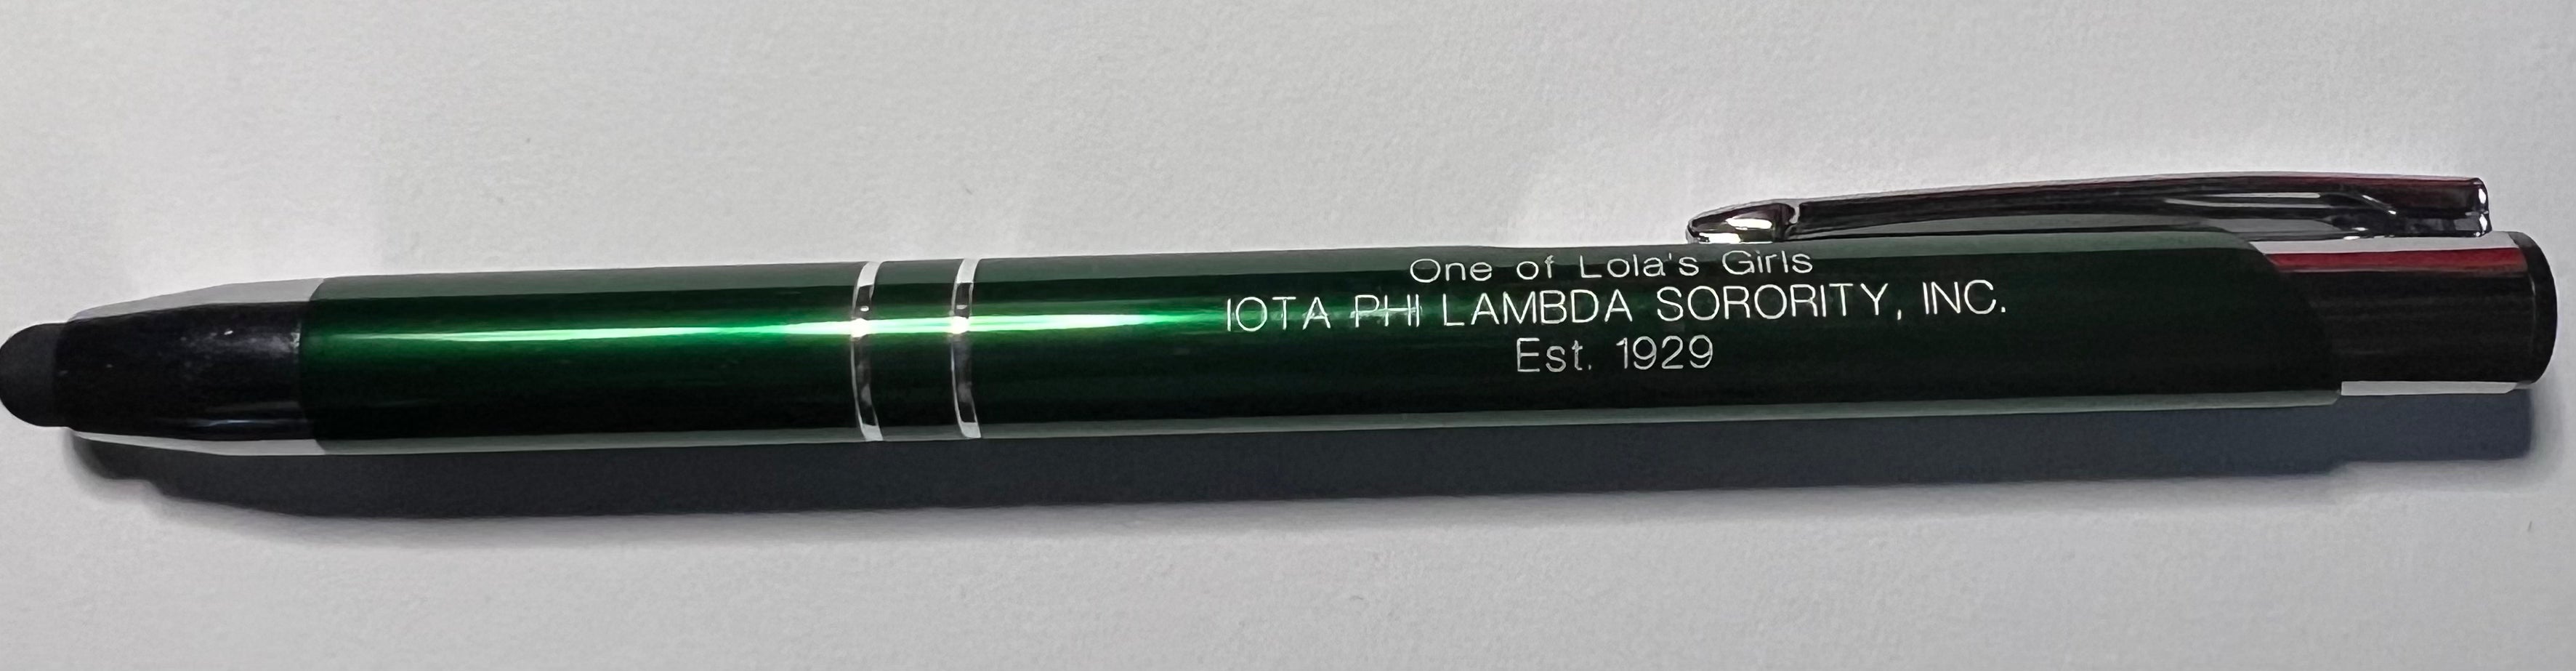 One of Lola's Girls
IOTA PHI LAMBDA SORORITY, INC.
Est. 1929